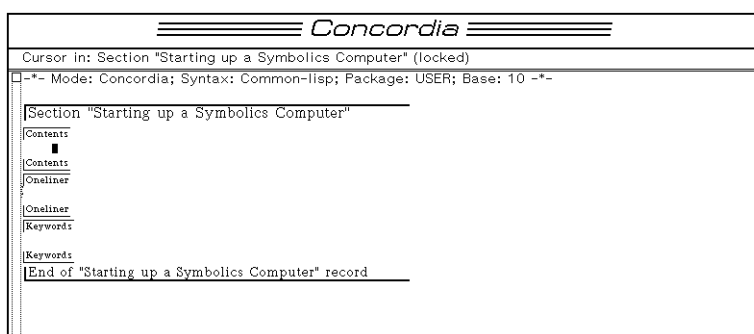 Concordia
Cursor in: Section "Starting up a Symbolics Computer" (locked)
-*- Mode: Concordia; Syntax: Common-lisp; Package: USER; Base: 10 -*-
Section "Starting up a Symbolics Computer"
Contents
Contents
Oneliner
Oneliner
Keywords
Keywords
End of "Starting up a Symbolics Computer" record